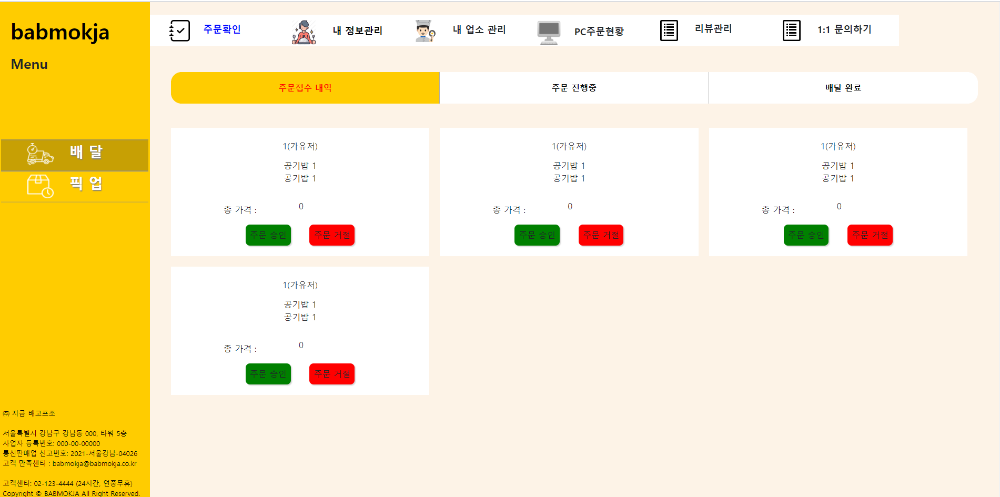 babmokja
Menu
배 달
픽 업
㈜ 지금 배고프조
서울특별시 강남구 강남동 000, 타워 5층
사업자 등록번호: 000-00-00000
통신판매업 신고번호: 2021-서울강남-04026
고객 만족센터 : babmokja@babmokja.co.kr
고객센터: 02-123-4444 (24시간, 연중무휴)
Copyright © BABMOKJA All Right Reserved.
주문확인
내 정보관리
내 업소 관리
PC주문현황
리뷰관리
1:1 문의하기
주문접수 내역
주문 진행중
배달 완료
1(가유저)
공기밥 1
공기밥 1
총 가격 : 0
주문 승인 주문 거절
1(가유저)
공기밥 1
공기밥 1
총 가격 : 0
주문 승인 주문 거절
1(가유저)
공기밥 1
공기밥 1
총 가격 : 0
주문 승인 주문 거절
1(가유저)
공기밥 1
공기밥 1
총 가격 : 0
주문 승인 주문 거절